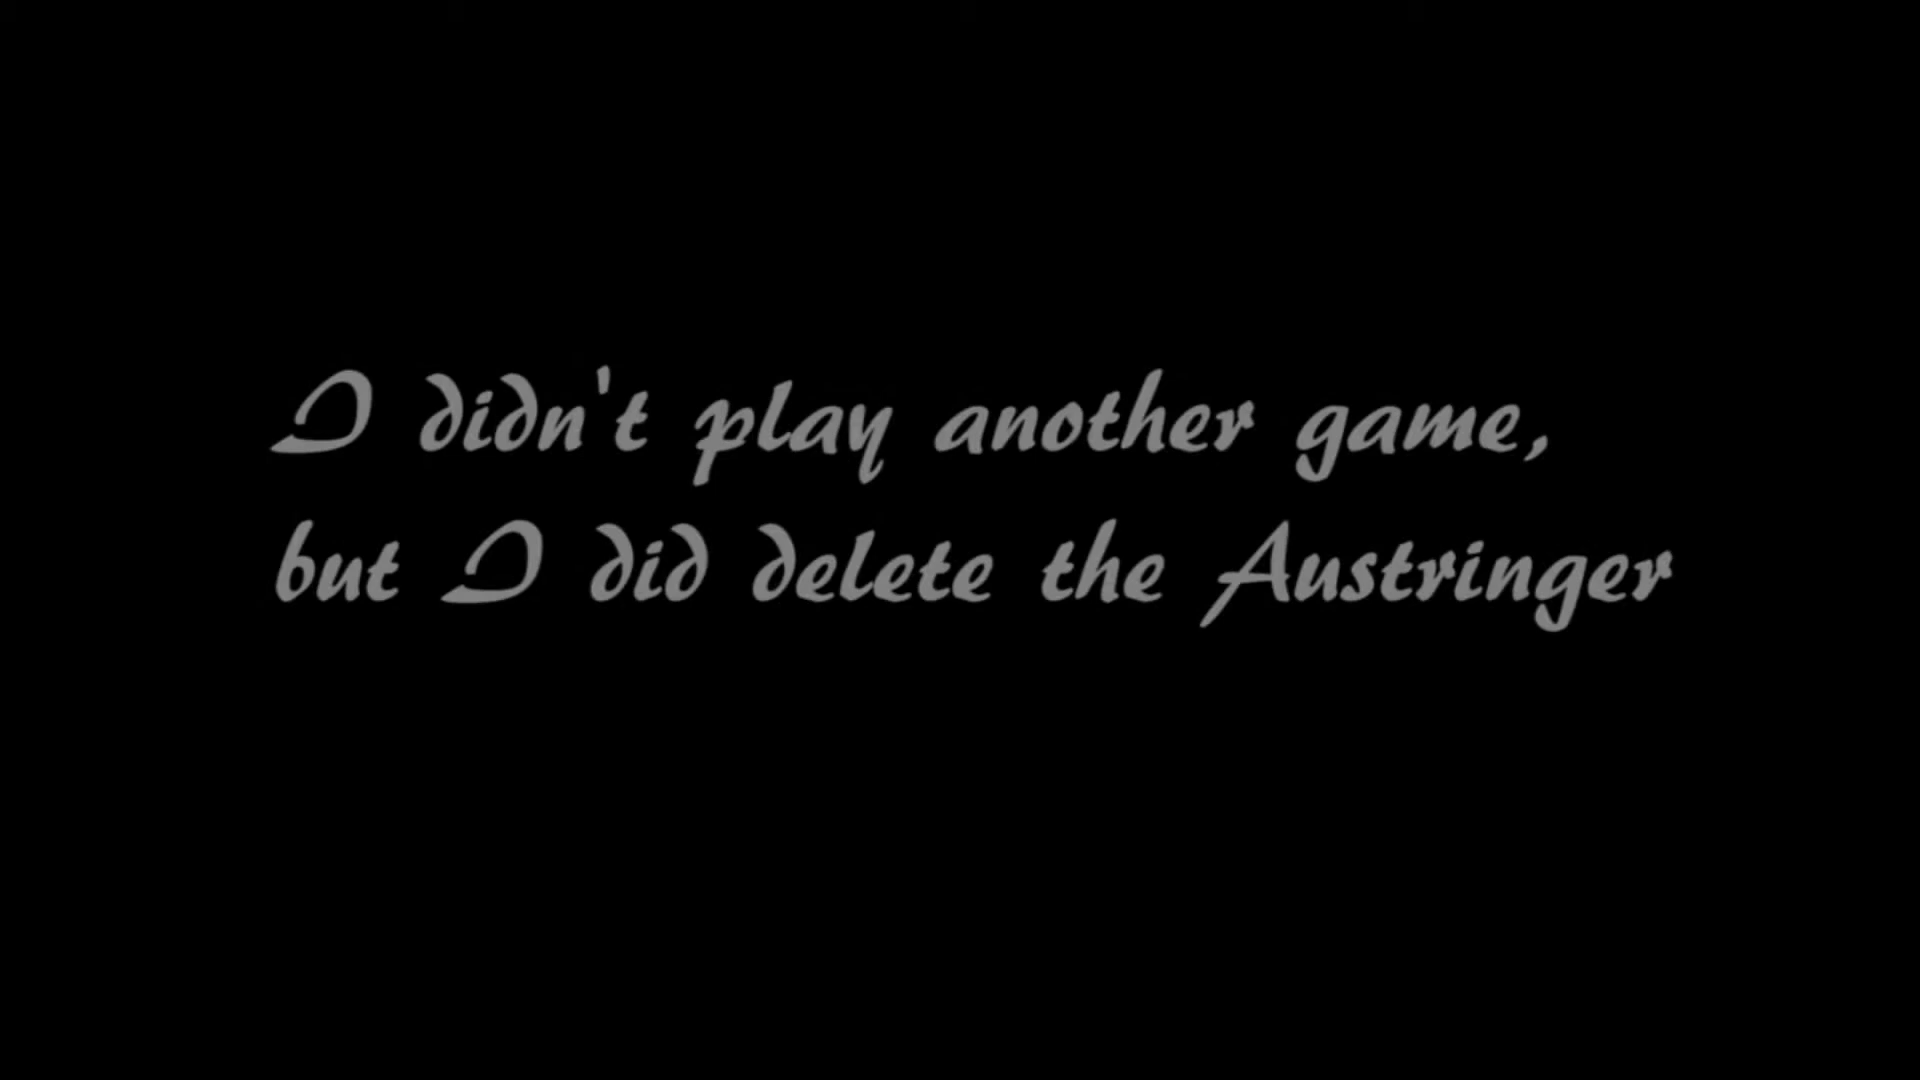 I didn't play another game,
but I did delete the Austringer